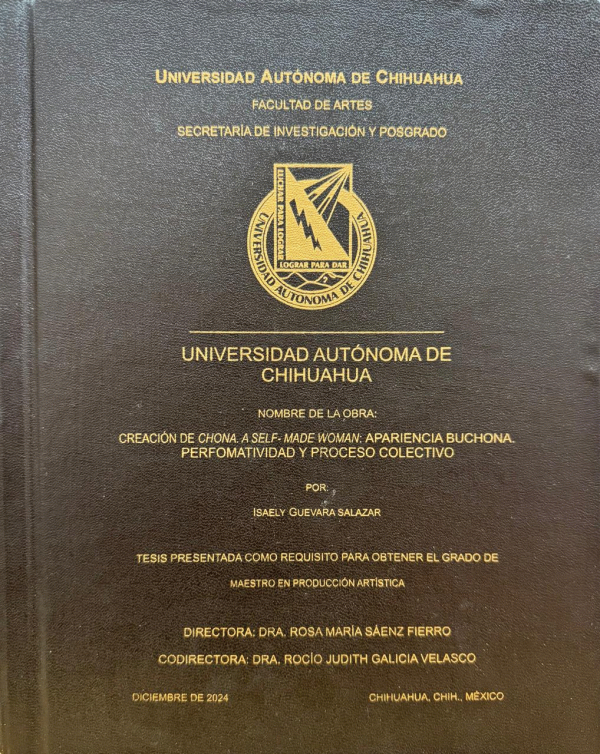 UNIVERSIDAD AUTÓNOMA DE CHIHUAHUA
FACULTAD DE ARTES
SECRETARÍA DE INVESTIGACIÓN Y POSGRADO
LUCHAR PARA LOGRAR
LOGRAR PARA DAR
UNIVERSIDAD AUTONOMA DE CHIHUAHUA
UNIVERSIDAD AUTÓNOMA DE
CHIHUAHUA
NOMBRE DE LA OBRA:
CREACIÓN DE CHONA. A SELF- MADE WOMAN: APARIENCIA BUCHONA.
PERFOMATIVIDAD Y PROCESO COLECTIVO
POR:
ISAELY GUEVARA SALAZAR
TESIS PRESENTADA COMO REQUISITO PARA OBTENER EL GRADO DE
MAESTRO EN PRODUCCIÓN ARTÍSTICA
DIRECTORA: DRA. ROSA MARÍA SÁENZ FIERRO
CODIRECTORA: DRA. ROCÍO JUDITH GALICIA VELASCO
DICIEMBRE DE 2024 CHIHUAHUA, CHIH., MÉXICO